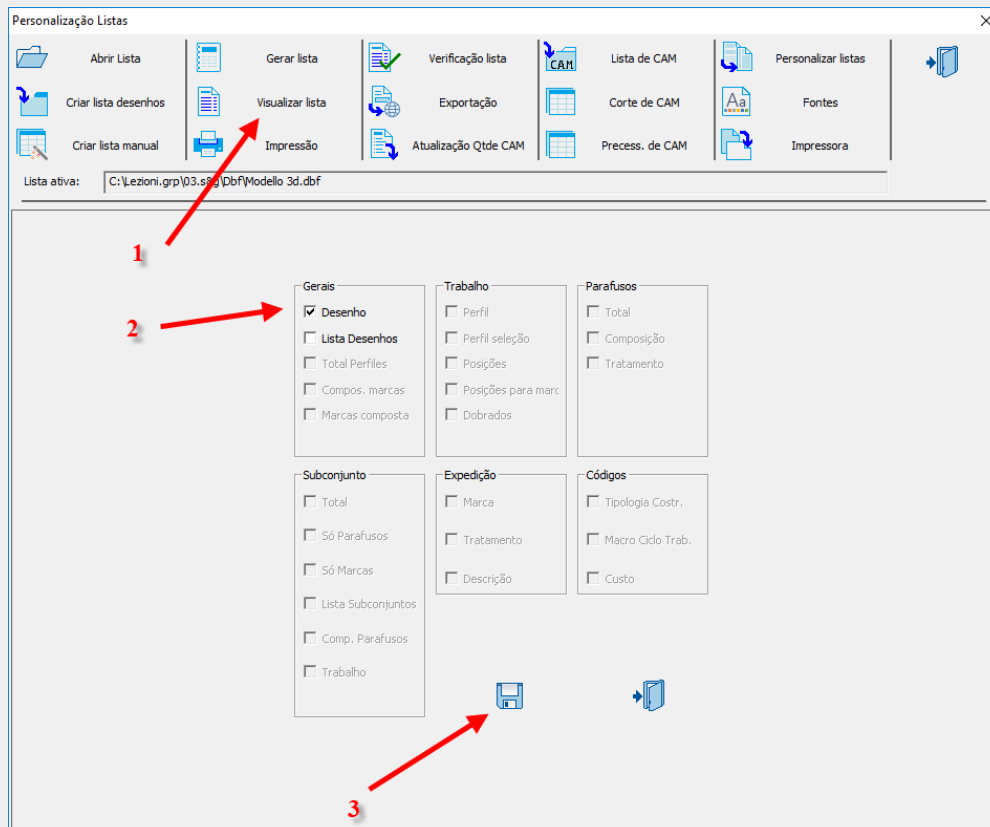 Personalização Listas
Abrir Lista
Gerar lista
Verificação lista
CAM
Lista de CAM
Personalizar listas
Criar lista desenhos
Visualizar lista
Exportação
Corte de CAM
Aa
Fontes
Criar lista manual
Impressão
Atualização Qtde CAM
Precess. de CAM
Impressora
Lista ativa:
C:\Lezioni.grp\03.s&g\Dbf\Modello 3d.dbf
1
2
Gerais
Desenho
Lista Desenhos
Total Perfiles
Compos. marcas
Marcas composta
Trabalho
Perfil
Perfil seleção
Posições
Posições para marc
Dobrados
Parafusos
Total
Composição
Tratamento
Subconjunto
Total
Só Parafusos
Só Marcas
Lista Subconjuntos
Comp. Parafusos
Trabalho
Expedição
Marca
Tratamento
Descrição
Códigos
Tipologia Costr.
Macro Ciclo Trab.
Custo
3